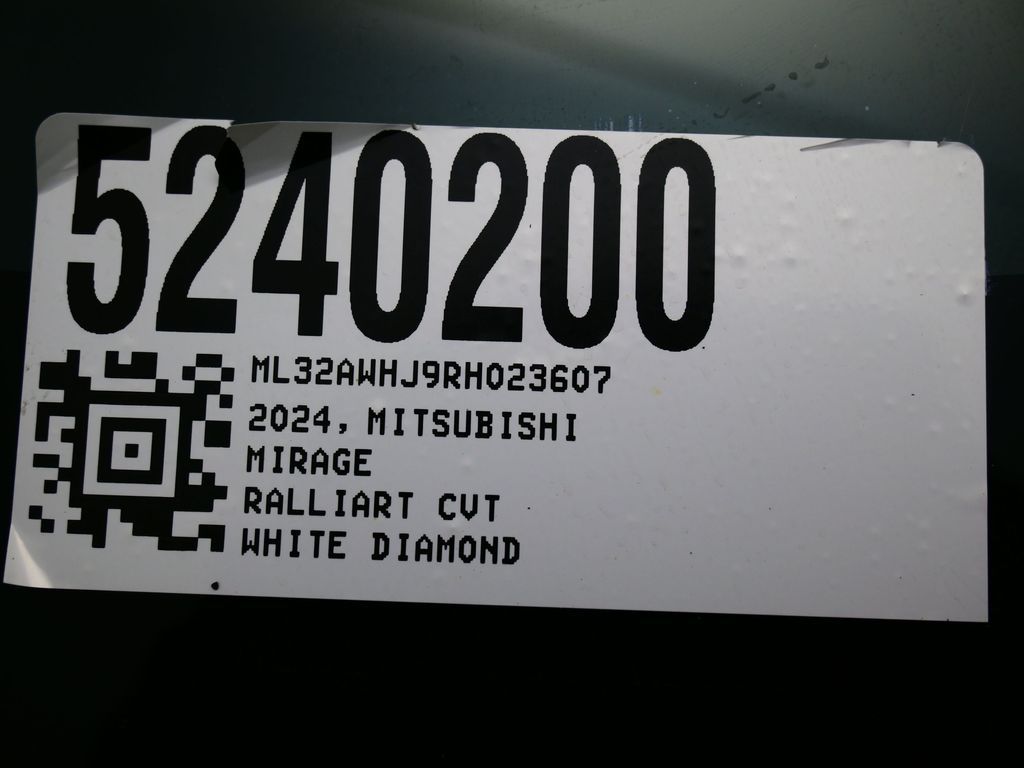 5240200
ML32AWHJ9RH023607
2024, MITSUBISHI
MIRAGE
RALLIART CVT
WHITE DIAMOND